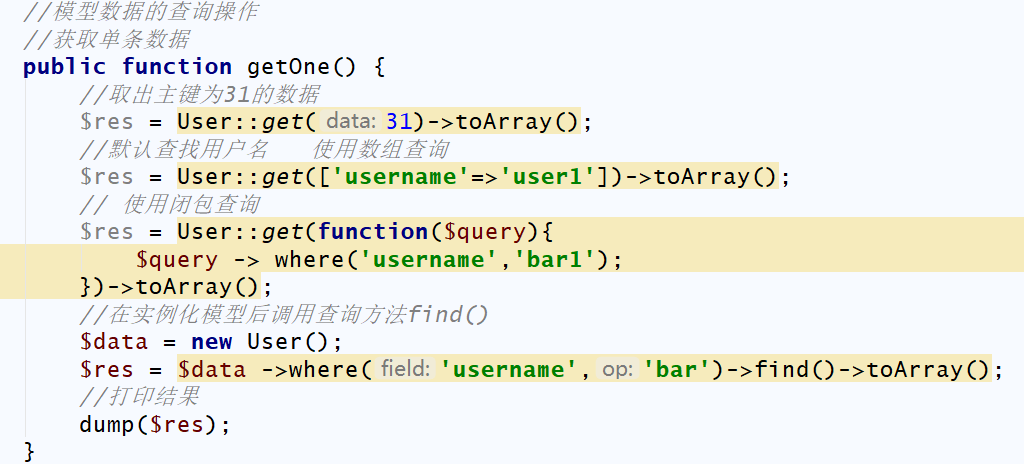 //模型数据的查询操作
//获取单条数据
public function getOne() {
//取出主键为31的数据
$res = User::get( data: 31)->toArray();
//默认查找用户名   使用数组查询
$res = User::get(['username'=>'user1'])->toArray();
// 使用闭包查询
$res = User::get(function($query){
$query -> where('username','bar1');
})->toArray();
//在实例化模型后调用查询方法find()
$data = new User();
$res = $data ->where( field: 'username', op: 'bar')->find()->toArray();
//打印结果
dump($res);
}